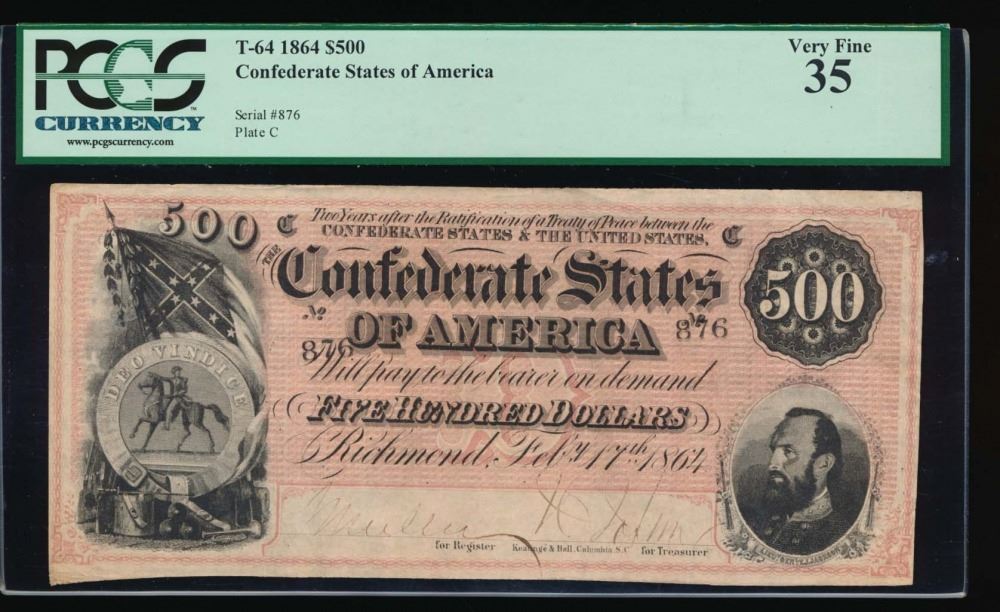 PCGS
CURRENCY
www.pcgscurrency.com
T-64 1864 $500
Confederate States of America
Serial #876
Plate C
Very Fine
35
500
C Two Years after the Ratification of a Treaty of Peace between the
CONFEDERATE STATES & THE UNITED STATES, C
THE
Confederate States
OF AMERICA
500
No 876
No 876
DEO VINDICE
Will pay to the bearer on demand
FIVE HUNDRED DOLLARS
Richmond, Feby. 17th. 1864
for Register
Keatinge & Ball, Columbia S.C
for Treasurer